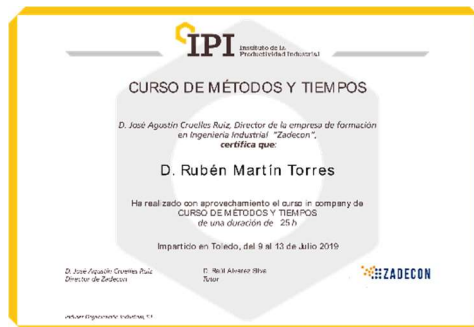 IPI
Instituto de la
Productividad Industrial
CURSO DE MÉTODOS Y TIEMPOS
D. José Agustín Cruelles Ruiz, Director de la empresa de formación
en Ingeniería Industrial "Zadecon",
certifica que:
D. Rubén Martín Torres
Ha realizado con aprovechamiento el curso in company de
CURSO DE MÉTODOS Y TIEMPOS
de una duración de 25 h
Impartido en Toledo, del 9 al 13 de Julio 2019
D. José Agustín Cruelles Ruiz
Director de Zadecon
D. Raúl Álvarez Silva
Tutor
ZADECON